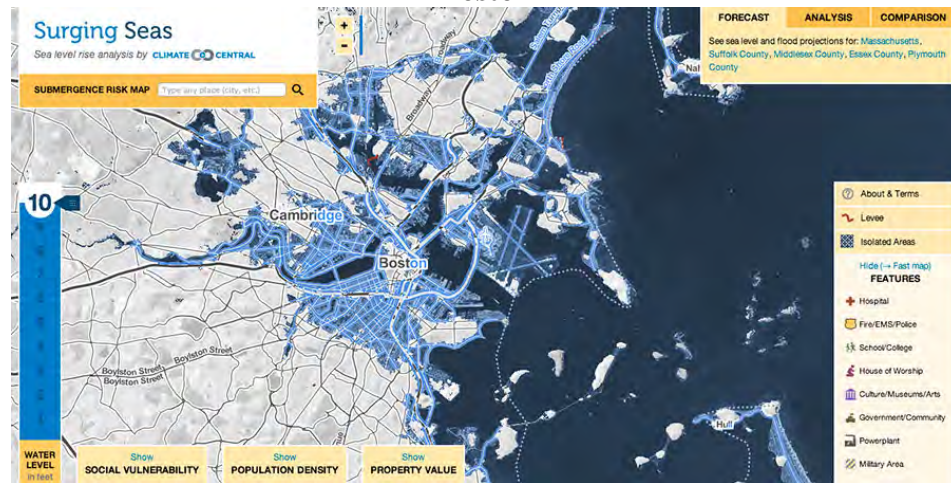 Surging Seas
Sea level rise analysis by CLIMATE CENTRAL
SUBMERGENCE RISK MAP
Type any place (city, etc.)
+
-
FORECAST
ANALYSIS
COMPARISON
See sea level and flood projections for: Massachusetts,
Suffolk County, Middlesex County, Essex County, Plymouth
County
Broadway
Broadway
Nah
Cambridge
Boston
Boylston Street
Boylston Street
Hull
10
WATER
LEVEL
in feet
Show
SOCIAL VULNERABILITY
Show
POPULATION DENSITY
Show
PROPERTY VALUE
About & Terms
Levee
Isolated Areas
Hide (→ Fast map)
FEATURES
Hospital
Fire/EMS/Police
School/College
House of Worship
Culture/Museums/Arts
Government/Community
Powerplant
Military Area